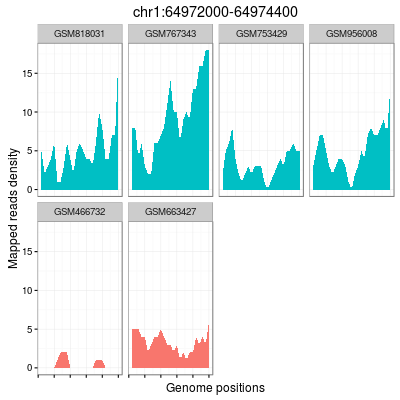 chr1:64972000-64974400
GSM818031 GSM767343 GSM753429 GSM956008
15
10
5
0
GSM466732 GSM663427
15
10
5
0
Mapped reads density
Genome positions